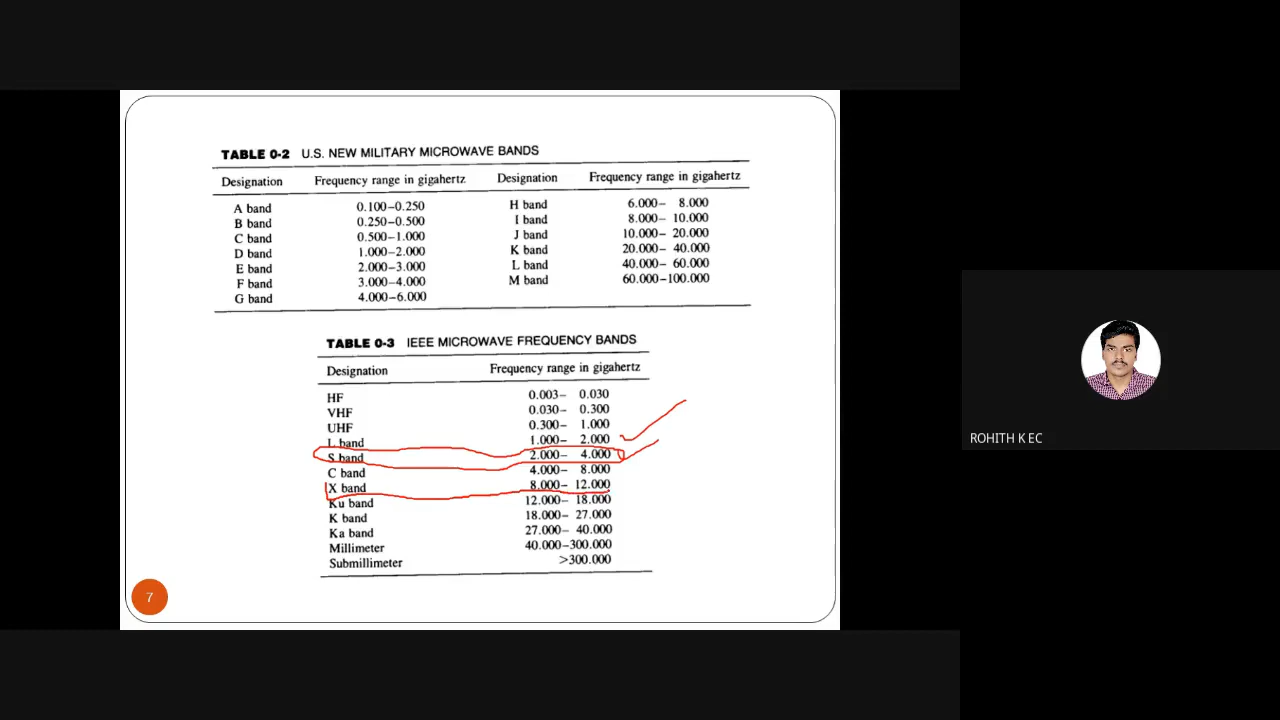 TABLE 0-2 U.S. NEW MILITARY MICROWAVE BANDS
Designation Frequency range in gigahertz Designation Frequency range in gigahertz
A band 0.100–0.250 H band 6.000– 8.000
B band 0.250–0.500 I band 8.000– 10.000
C band 0.500–1.000 J band 10.000– 20.000
D band 1.000–2.000 K band 20.000– 40.000
E band 2.000–3.000 L band 40.000– 60.000
F band 3.000–4.000 M band 60.000–100.000
G band 4.000–6.000
TABLE 0-3 IEEE MICROWAVE FREQUENCY BANDS
Designation Frequency range in gigahertz
HF 0.003– 0.030
VHF 0.030– 0.300
UHF 0.300– 1.000
L band 1.000– 2.000
S band 2.000– 4.000
C band 4.000– 8.000
X band 8.000– 12.000
Ku band 12.000– 18.000
K band 18.000– 27.000
Ka band 27.000– 40.000
Millimeter 40.000–300.000
Submillimeter >300.000
7
ROHITH K EC